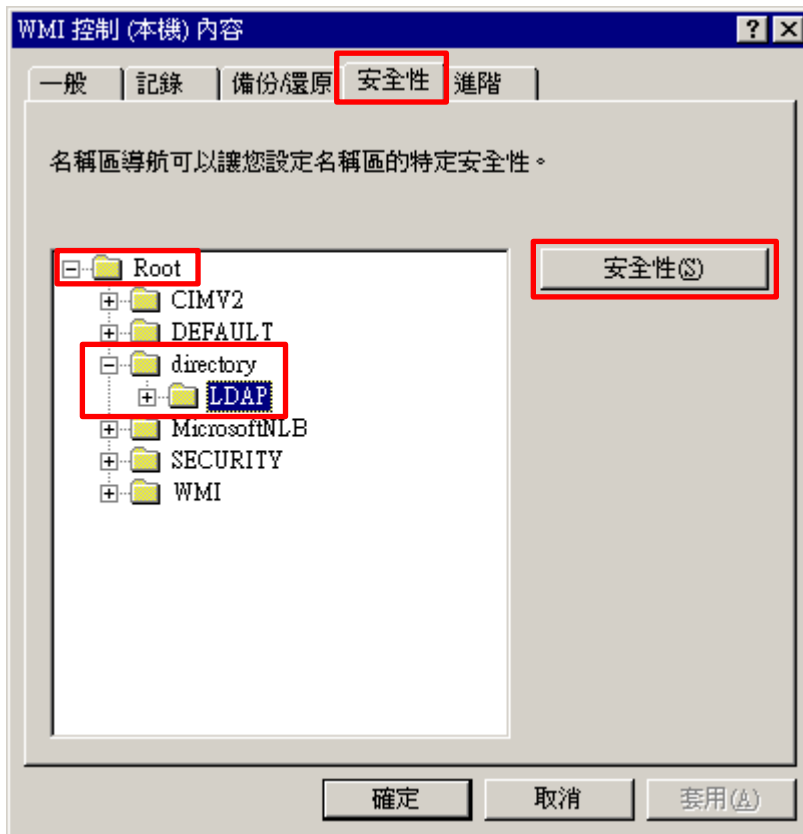 WMI 控制 (本機) 內容
一般 記錄 備份/還原 安全性 進階
名稱區導航可以讓您設定名稱區的特定安全性。
Root
安全性(S)
CIMV2
DEFAULT
directory
LDAP
MicrosoftNLB
SECURITY
WMI
確定 取消 套用(A)